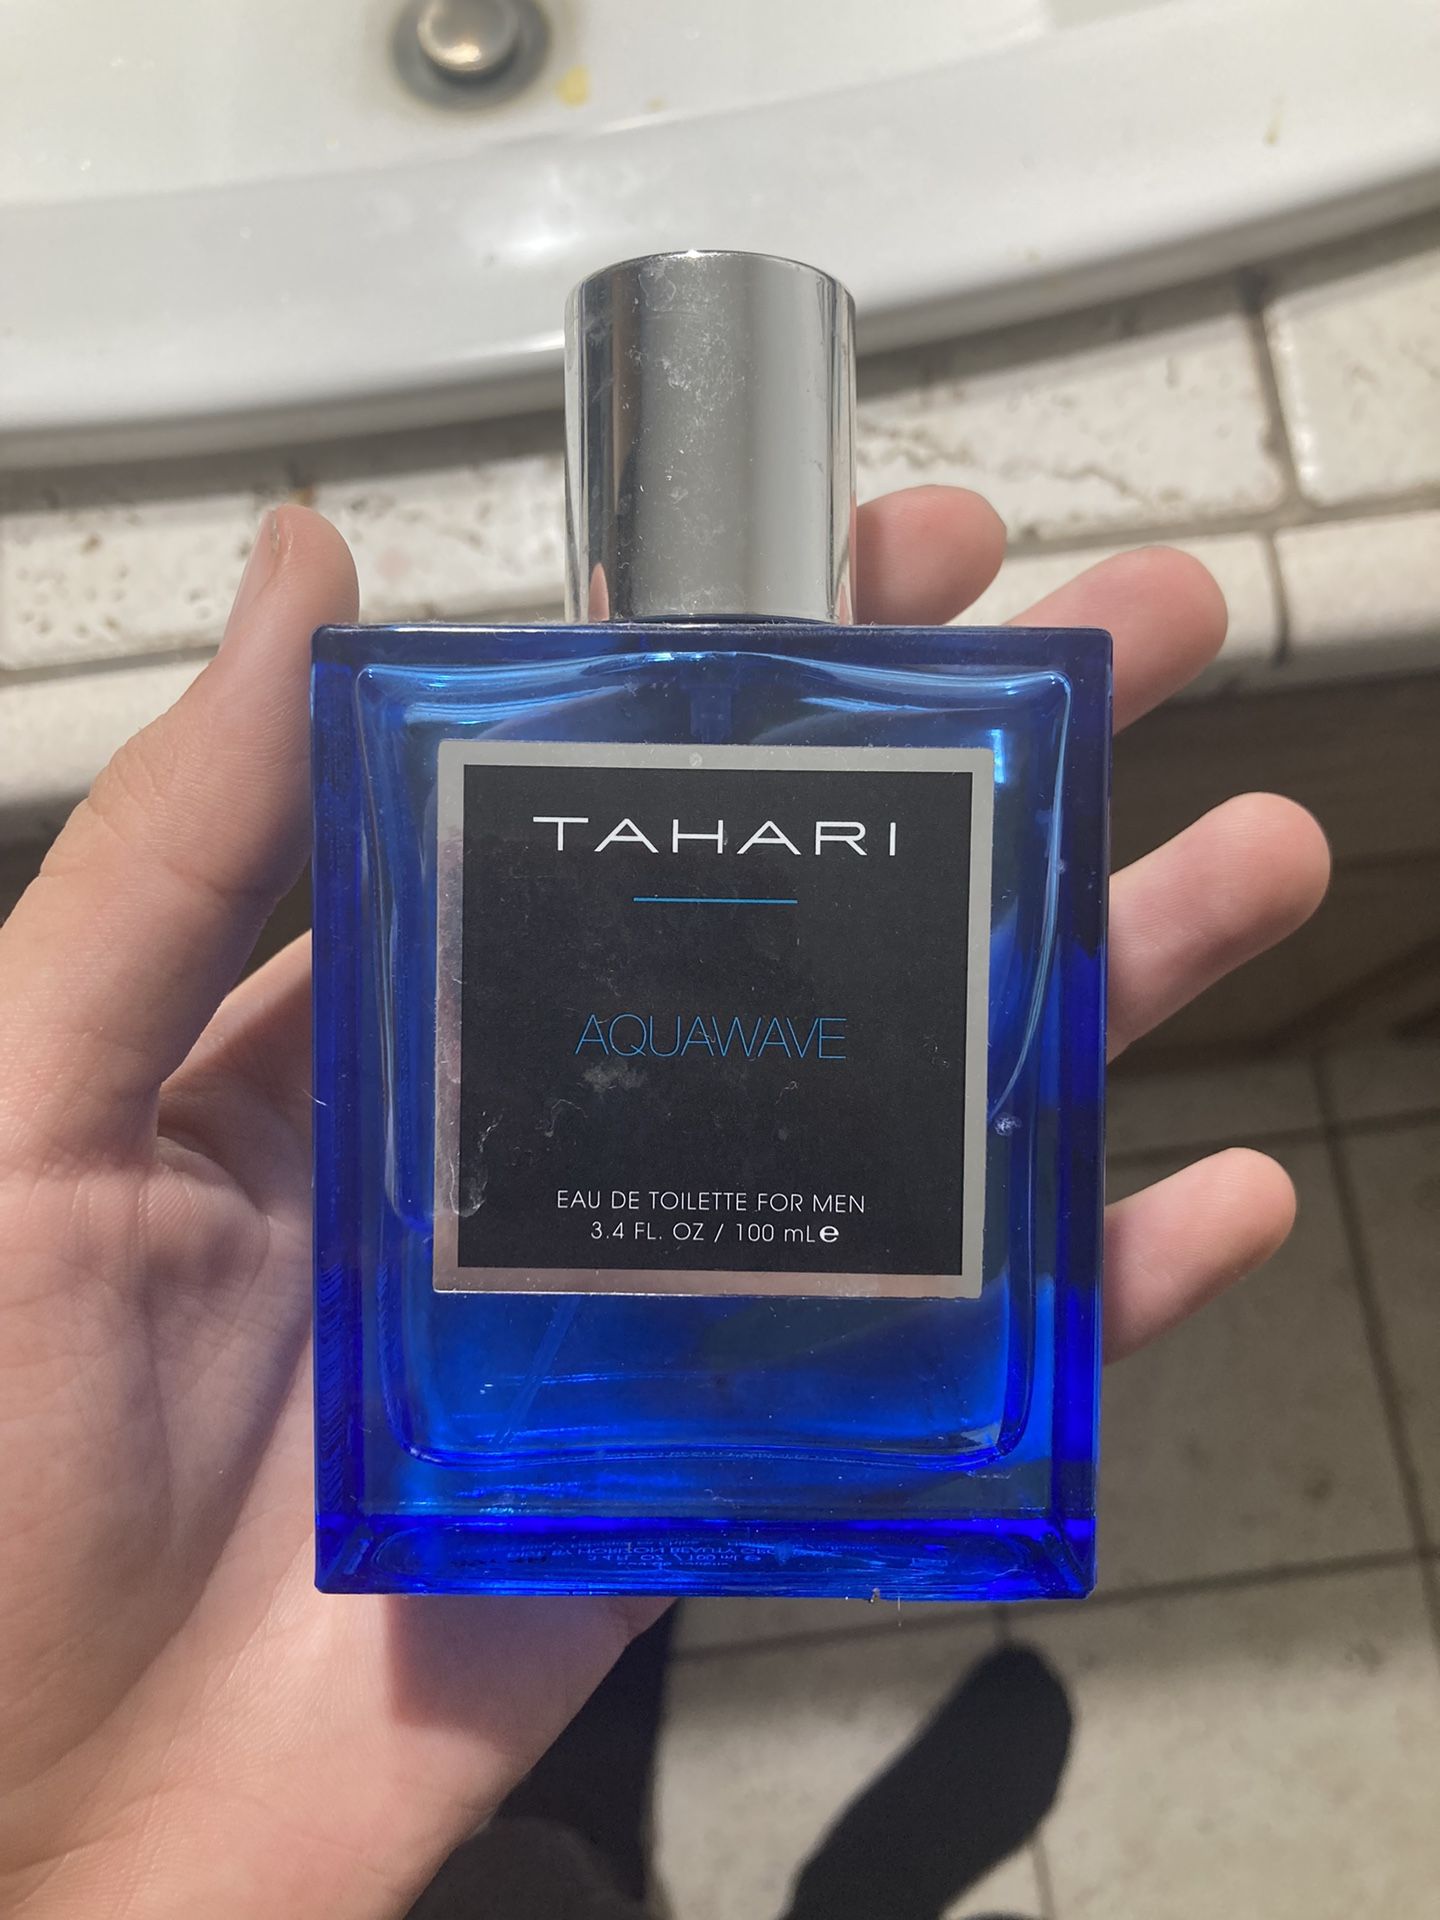 TAHARI
AQUAWAVE
EAU DE TOILETTE FOR MEN
3.4 FL. OZ / 100 mL℮